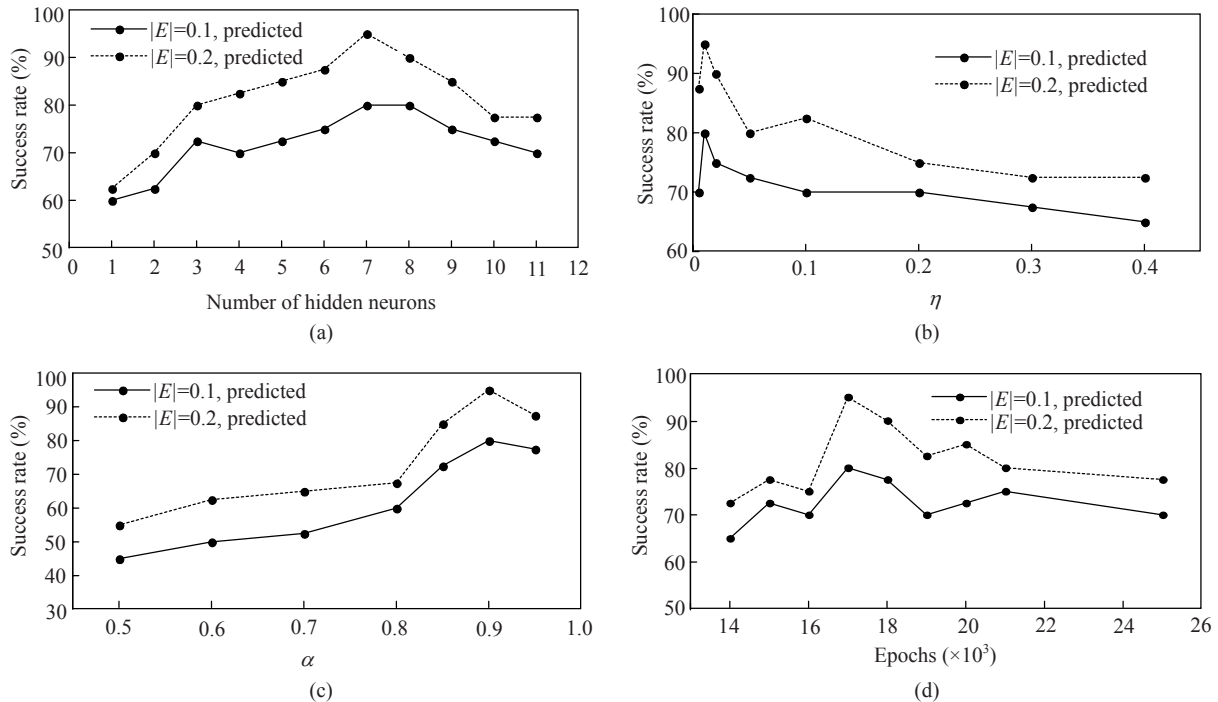 100
90
80
70
60
50
Success rate (%)
|E|=0.1, predicted
|E|=0.2, predicted
0 1 2 3 4 5 6 7 8 9 10 11 12
Number of hidden neurons
(a)
100
90
80
70
60
Success rate (%)
|E|=0.1, predicted
|E|=0.2, predicted
0 0.1 0.2 0.3 0.4
η
(b)
100
90
80
70
60
50
40
30
Success rate (%)
|E|=0.1, predicted
|E|=0.2, predicted
0.5 0.6 0.7 0.8 0.9 1.0
α
(c)
100
90
80
70
60
50
Success rate (%)
|E|=0.1, predicted
|E|=0.2, predicted
14 16 18 20 22 24 26
Epochs (×10³)
(d)